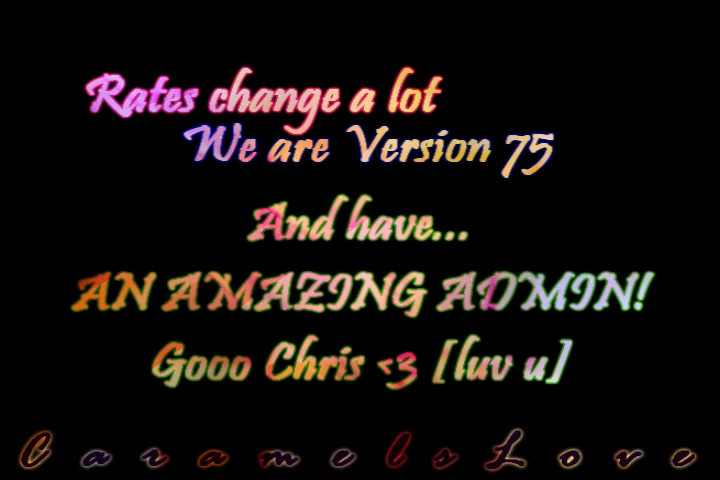 Rates change a lot
We are Version 75
And have...
AN AMAZING ADMIN!
Gooo Chris <3 [luv u]
CaramelsLove